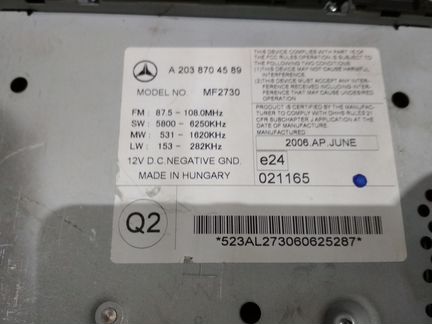 A 203 870 45 89
MODEL NO. MF2730
FM : 87.5 - 108.0MHz
SW : 5800 - 6250KHz
MW : 531 - 1620KHz
LW : 153 - 282KHz
12V D.C.NEGATIVE GND.
MADE IN HUNGARY
THIS DEVICE COMPLIES WITH PART 15 OF
THE FCC RULES OPERATION IS SUBJECT TO
THE FOLLOWING TWO CONDITIONS:
(1)THIS DEVICE MAY NOT CAUSE HARMFUL
INTERFERENCE
(2)THIS DEVICE MUST ACCEPT ANY INTER-
FERENCE RECEIVED INCLUDING INTER-
FERENCE THAT MAY CAUSE UNDESIRED
OPERATION
PRODUCT IS CERTIFIED BY THE MANUFAC-
TURER TO COMPLY WITH DHHS RULES 21
CFR SUBCHAPTER J APPLICATION AT THE
DATE OF MANUFACTURE.
2006.AP.JUNE
e24
021165
Q2
*523AL273060625287*